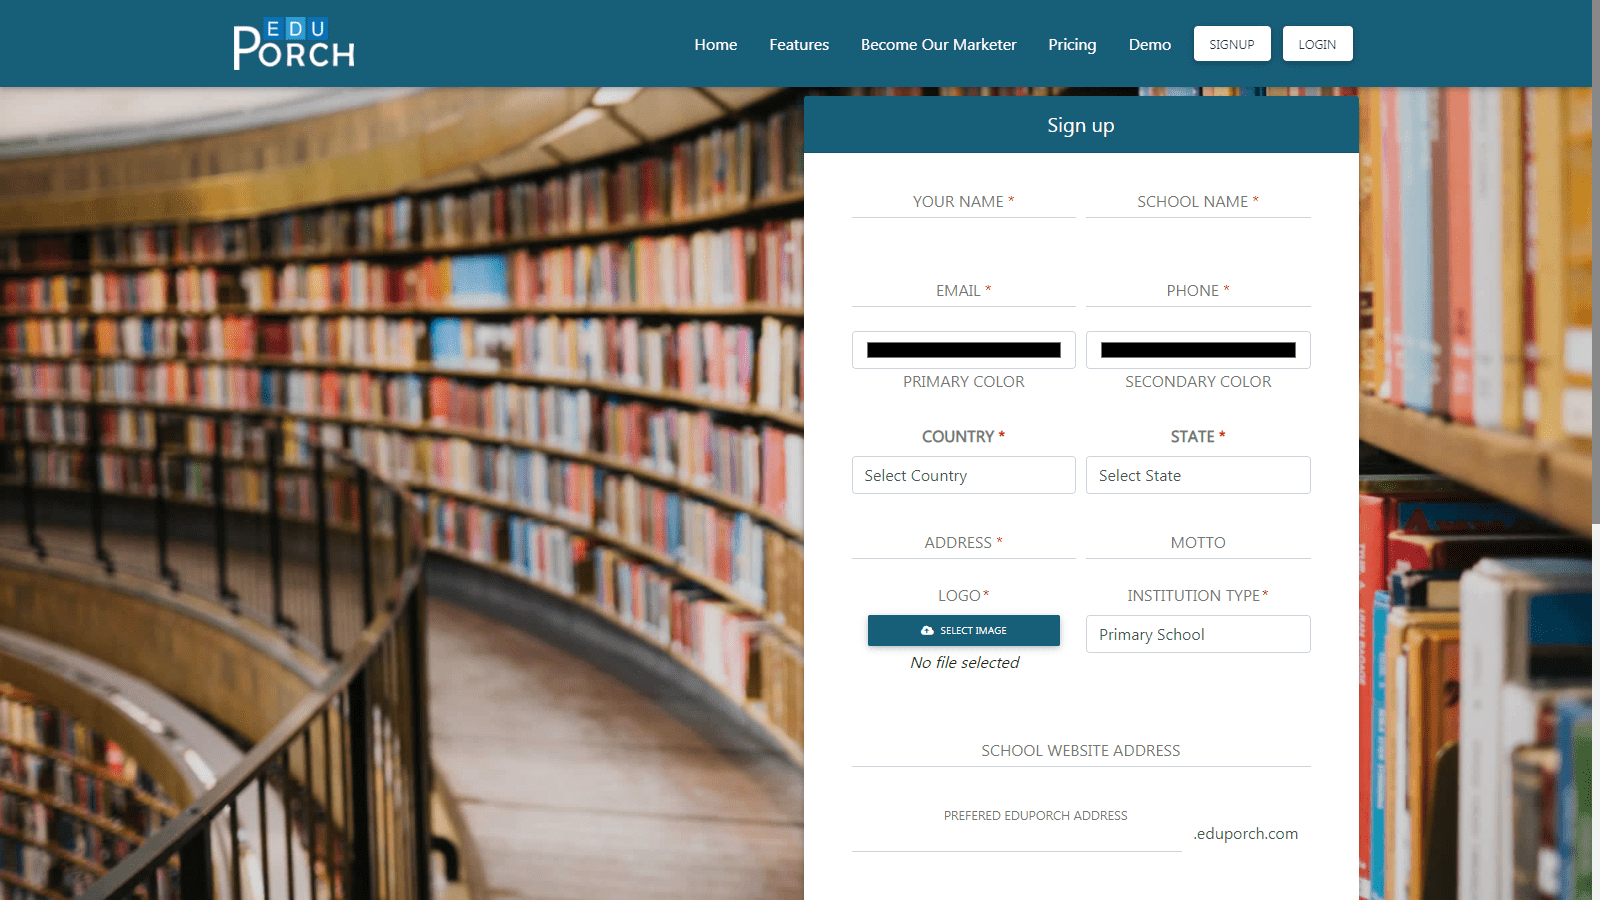 EDU
PORCH
Home
Features
Become Our Marketer
Pricing
Demo
SIGNUP
LOGIN
Sign up
YOUR NAME *
SCHOOL NAME *
EMAIL *
PHONE *
PRIMARY COLOR
SECONDARY COLOR
COUNTRY *
STATE *
Select Country
Select State
ADDRESS *
MOTTO
LOGO*
INSTITUTION TYPE*
SELECT IMAGE
Primary School
No file selected
SCHOOL WEBSITE ADDRESS
PREFERED EDUPORCH ADDRESS
.eduporch.com